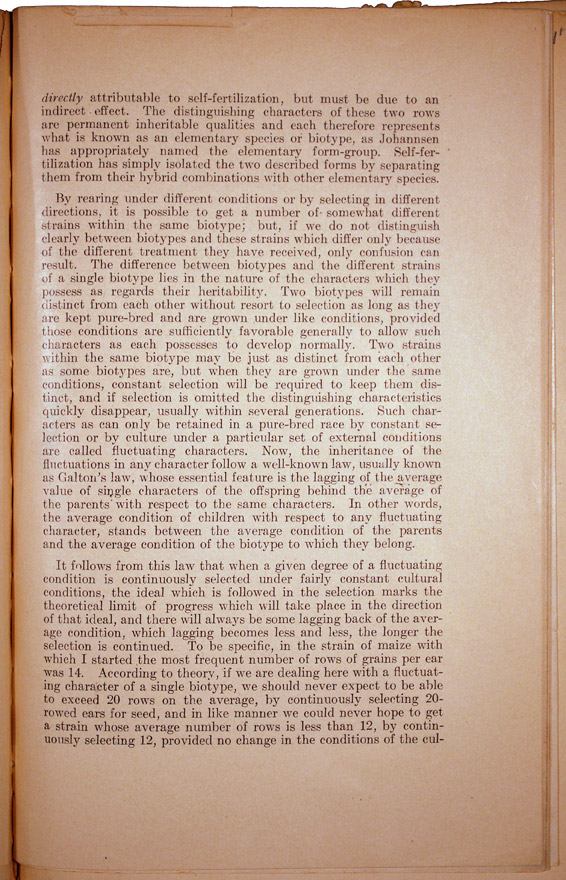 directly attributable to self-fertilization, but must be due to an
indirect effect. The distinguishing characters of these two rows
are permanent inheritable qualities and each therefore represents
what is known as an elementary species or biotype, as Johannsen
has appropriately named the elementary form-group. Self-fer-
tilization has simply isolated the two described forms by separating
them from their hybrid combinations with other elementary species.
By rearing under different conditions or by selecting in different
directions, it is possible to get a number of somewhat different
strains within the same biotype; but, if we do not distinguish
clearly between biotypes and these strains which differ only because
of the different treatment they have received, only confusion can
result. The difference between biotypes and the different strains
of a single biotype lies in the nature of the characters which they
possess as regards their heritability. Two biotypes will remain
distinct from each other without resort to selection as long as they
are kept pure-bred and are grown under like conditions, provided
those conditions are sufficiently favorable generally to allow such
characters as each possesses to develop normally. Two strains
within the same biotype may be just as distinct from each other
as some biotypes are, but when they are grown under the same
conditions, constant selection will be required to keep them dis-
tinct, and if selection is omitted the distinguishing characteristics
quickly disappear, usually within several generations. Such char-
acters as can only be retained in a pure-bred race by constant se-
lection or by culture under a particular set of external conditions
are called fluctuating characters. Now, the inheritance of the
fluctuations in any character follow a well-known law, usually known
as Galton's law, whose essential feature is the lagging of the average
value of single characters of the offspring behind the average of
the parents with respect to the same characters. In other words,
the average condition of children with respect to any fluctuating
character, stands between the average condition of the parents
and the average condition of the biotype to which they belong.
It follows from this law that when a given degree of a fluctuating
condition is continuously selected under fairly constant cultural
conditions, the ideal which is followed in the selection marks the
theoretical limit of progress which will take place in the direction
of that ideal, and there will always be some lagging back of the aver-
age condition, which lagging becomes less and less, the longer the
selection is continued. To be specific, in the strain of maize with
which I started the most frequent number of rows of grains per ear
was 14. According to theory, if we are dealing here with a fluctuat-
ing character of a single biotype, we should never expect to be able
to exceed 20 rows on the average, by continuously selecting 20-
rowed ears for seed, and in like manner we could never hope to get
a strain whose average number of rows is less than 12, by contin-
uously selecting 12, provided no change in the conditions of the cul-